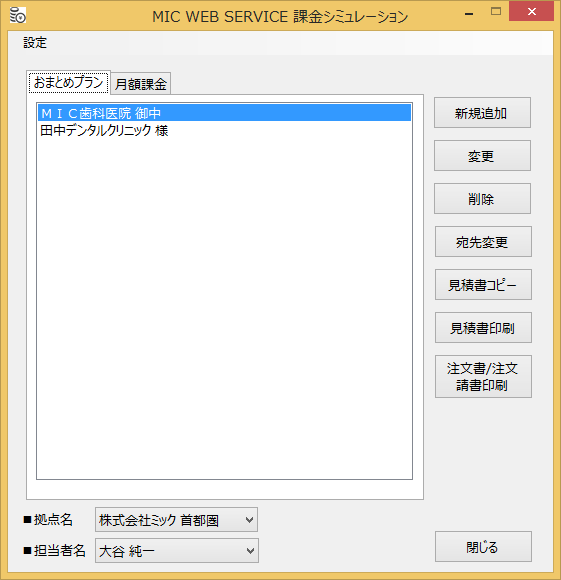 MIC WEB SERVICE 課金シミュレーション
設定
おまとめプラン 月額課金
ＭＩＣ歯科医院 御中
田中デンタルクリニック 様
新規追加
変更
削除
宛先変更
見積書コピー
見積書印刷
注文書/注文
請書印刷
■拠点名 株式会社ミック 首都圏
■担当者名 大谷 純一
閉じる